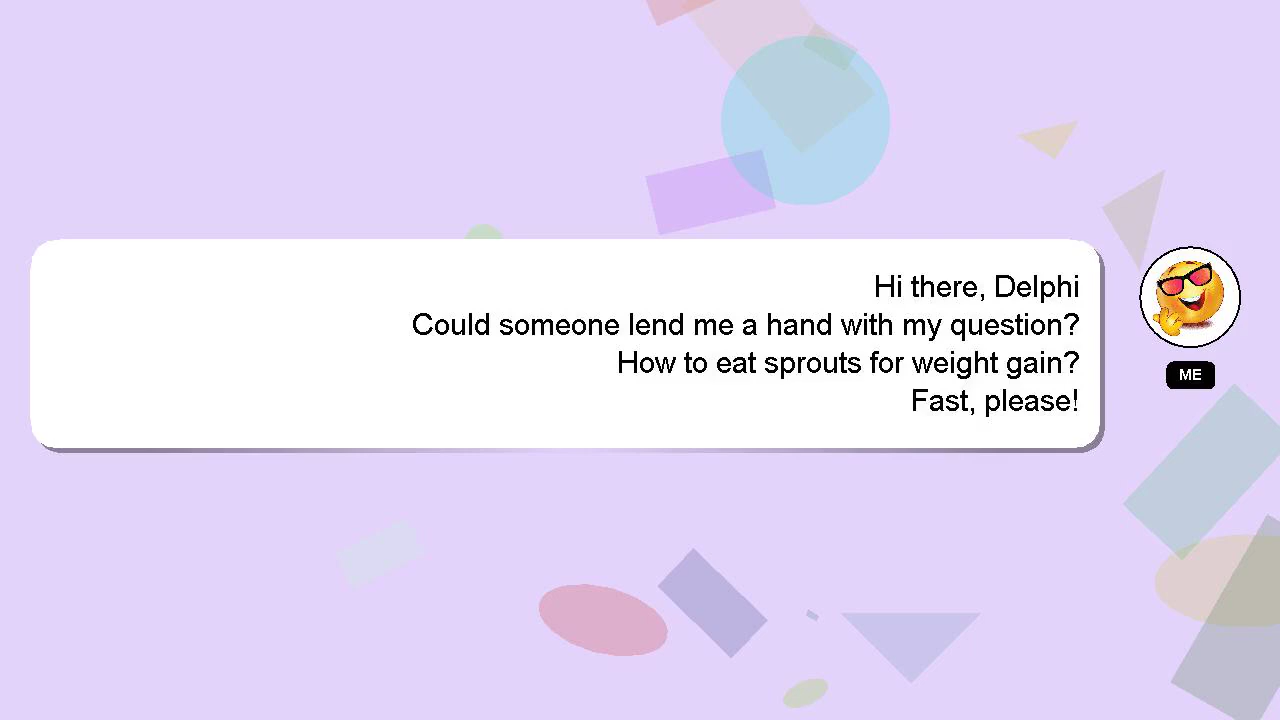 Hi there, Delphi
Could someone lend me a hand with my question?
How to eat sprouts for weight gain?
Fast, please!
ME